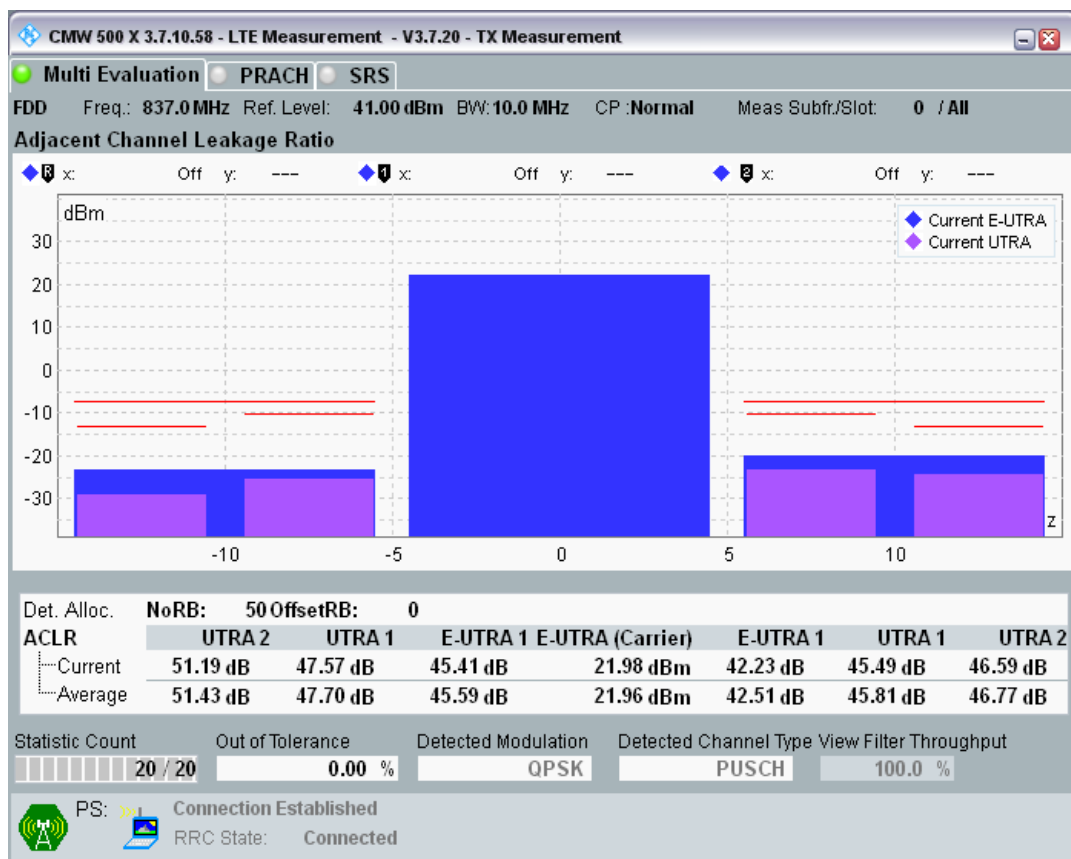 CMW 500 X 3.7.10.58 - LTE Measurement - V3.7.20 - TX Measurement
Multi Evaluation PRACH SRS
FDD Freq.: 837.0 MHz Ref. Level: 41.00 dBm BW: 10.0 MHz CP :Normal Meas Subfr./Slot: 0 / All
Adjacent Channel Leakage Ratio
R x: Off y: --- 1 x: Off y: --- 2 x: Off y: ---
dBm
Current E-UTRA
Current UTRA
30
20
10
0
-10
-20
-30
z
-10 -5 0 5 10
Det. Alloc. NoRB: 50 OffsetRB: 0
ACLR UTRA 2 UTRA 1 E-UTRA 1 E-UTRA (Carrier) E-UTRA 1 UTRA 1 UTRA 2
Current 51.19 dB 47.57 dB 45.41 dB 21.98 dBm 42.23 dB 45.49 dB 46.59 dB
Average 51.43 dB 47.70 dB 45.59 dB 21.96 dBm 42.51 dB 45.81 dB 46.77 dB
Statistic Count Out of Tolerance Detected Modulation Detected Channel Type View Filter Throughput
20 / 20 0.00 % QPSK PUSCH 100.0 %
PS: Connection Established
RRC State: Connected